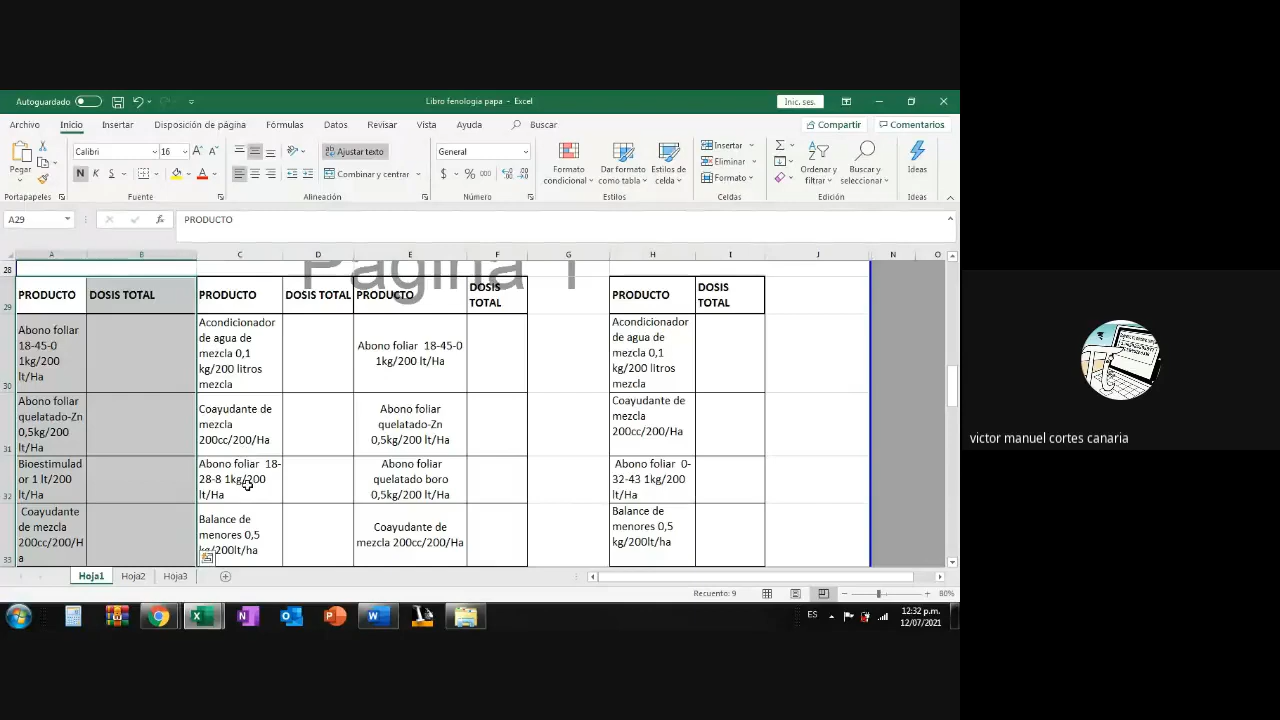 Autoguardado
Libro fenologia papa - Excel
Inic. ses.
Archivo Inicio Insertar Disposición de página Fórmulas Datos Revisar Vista Ayuda Buscar
Compartir Comentarios
Pegar
Calibri 16
N K S
Ajustar texto
Combinar y centrar
General
$ % 000
Formato
condicional
Dar formato
como tabla
Estilos de
celda
Insertar
Eliminar
Formato
Ordenar y
filtrar
Buscar y
seleccionar
Ideas
Portapapeles Fuente Alineación Número Estilos Celdas Edición Ideas
A29 fx PRODUCTO
A B C D E F G H I J N O
28
Página 1
29
PRODUCTO
DOSIS TOTAL
PRODUCTO
DOSIS TOTAL
PRODUCTO
DOSIS
TOTAL
PRODUCTO
DOSIS
TOTAL
30
Abono foliar
18-45-0
1kg/200
lt/Ha
Acondicionador
de agua de
mezcla 0,1
kg/200 litros
mezcla
Abono foliar 18-45-0
1kg/200 lt/Ha
Acondicionador
de agua de
mezcla 0,1
kg/200 litros
mezcla
31
Abono foliar
quelatado-Zn
0,5kg/200
lt/Ha
Coayudante de
mezcla
200cc/200/Ha
Abono foliar
quelatado-Zn
0,5kg/200 lt/Ha
Coayudante de
mezcla
200cc/200/Ha
32
Bioestimulad
or 1 lt/200
lt/Ha
Abono foliar 18-
28-8 1kg/200
lt/Ha
Abono foliar
quelatado boro
0,5kg/200 lt/Ha
Abono foliar 0-
32-43 1kg/200
lt/Ha
33
Coayudante
de mezcla
200cc/200/H
a
Balance de
menores 0,5
kg/200lt/ha
Coayudante de
mezcla 200cc/200/Ha
Balance de
menores 0,5
kg/200lt/ha
Hoja1 Hoja2 Hoja3
Recuento: 9
80%
ES
12:32 p.m.
12/07/2021
victor manuel cortes canaria